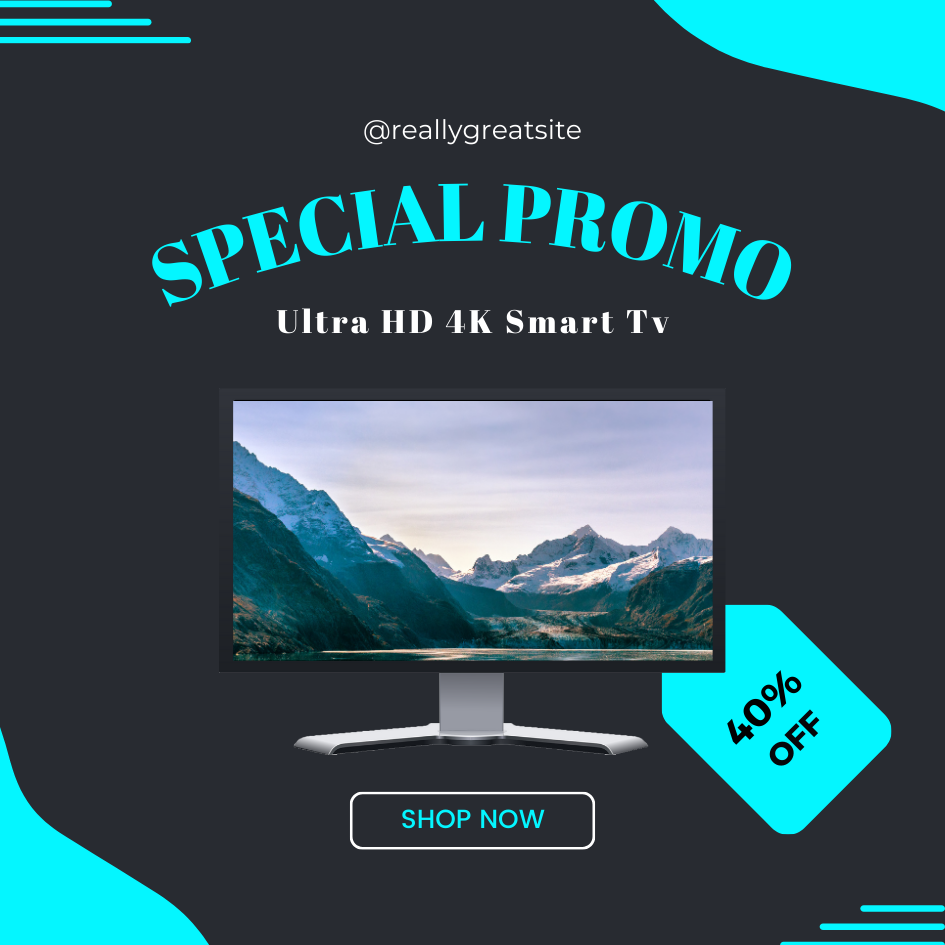 @reallygreatsite
SPECIAL PROMO
Ultra HD 4K Smart Tv
40%
OFF
SHOP NOW